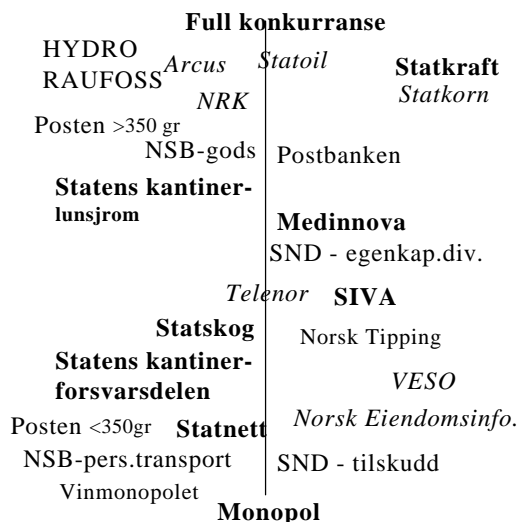 Full konkurranse
HYDRO
RAUFOSS
Arcus
Statoil
Statkraft
Statkorn
NRK
Posten >350 gr
NSB-gods
Postbanken
Statens kantiner-
lunsjrom
Medinnova
SND - egenkap.div.
Telenor
SIVA
Statskog
Norsk Tipping
Statens kantiner-
forsvarsdelen
VESO
Norsk Eiendomsinfo.
Posten <350gr
Statnett
NSB-pers.transport
SND - tilskudd
Vinmonopolet
Monopol